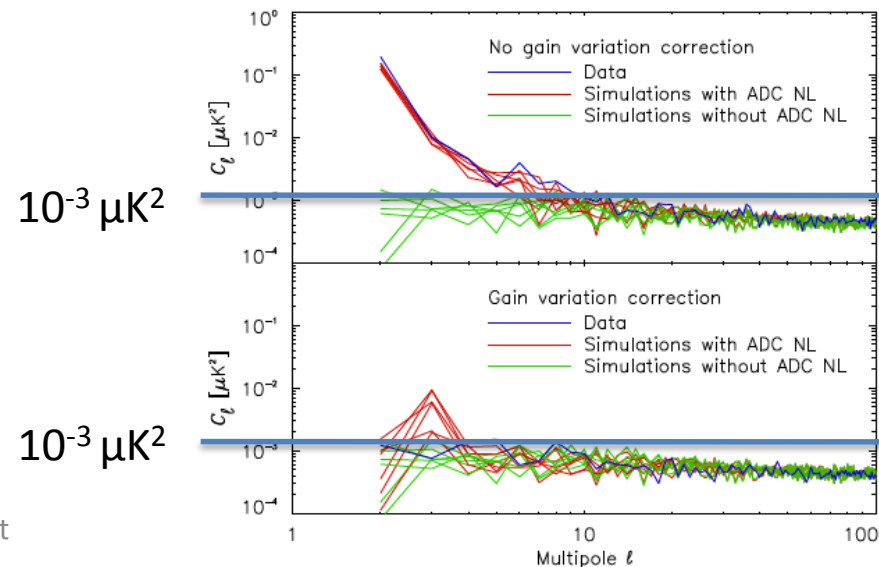 10⁰
No gain variation correction
Data
Simulations with ADC NL
Simulations without ADC NL
10⁻¹
10⁻²
10⁻⁴
C_ℓ [μK²]
10⁻³ μK²
Gain variation correction
Data
Simulations with ADC NL
Simulations without ADC NL
10⁻¹
10⁻²
10⁻³
10⁻⁴
C_ℓ [μK²]
10⁻³ μK²
t
1 10 100
Multipole ℓ